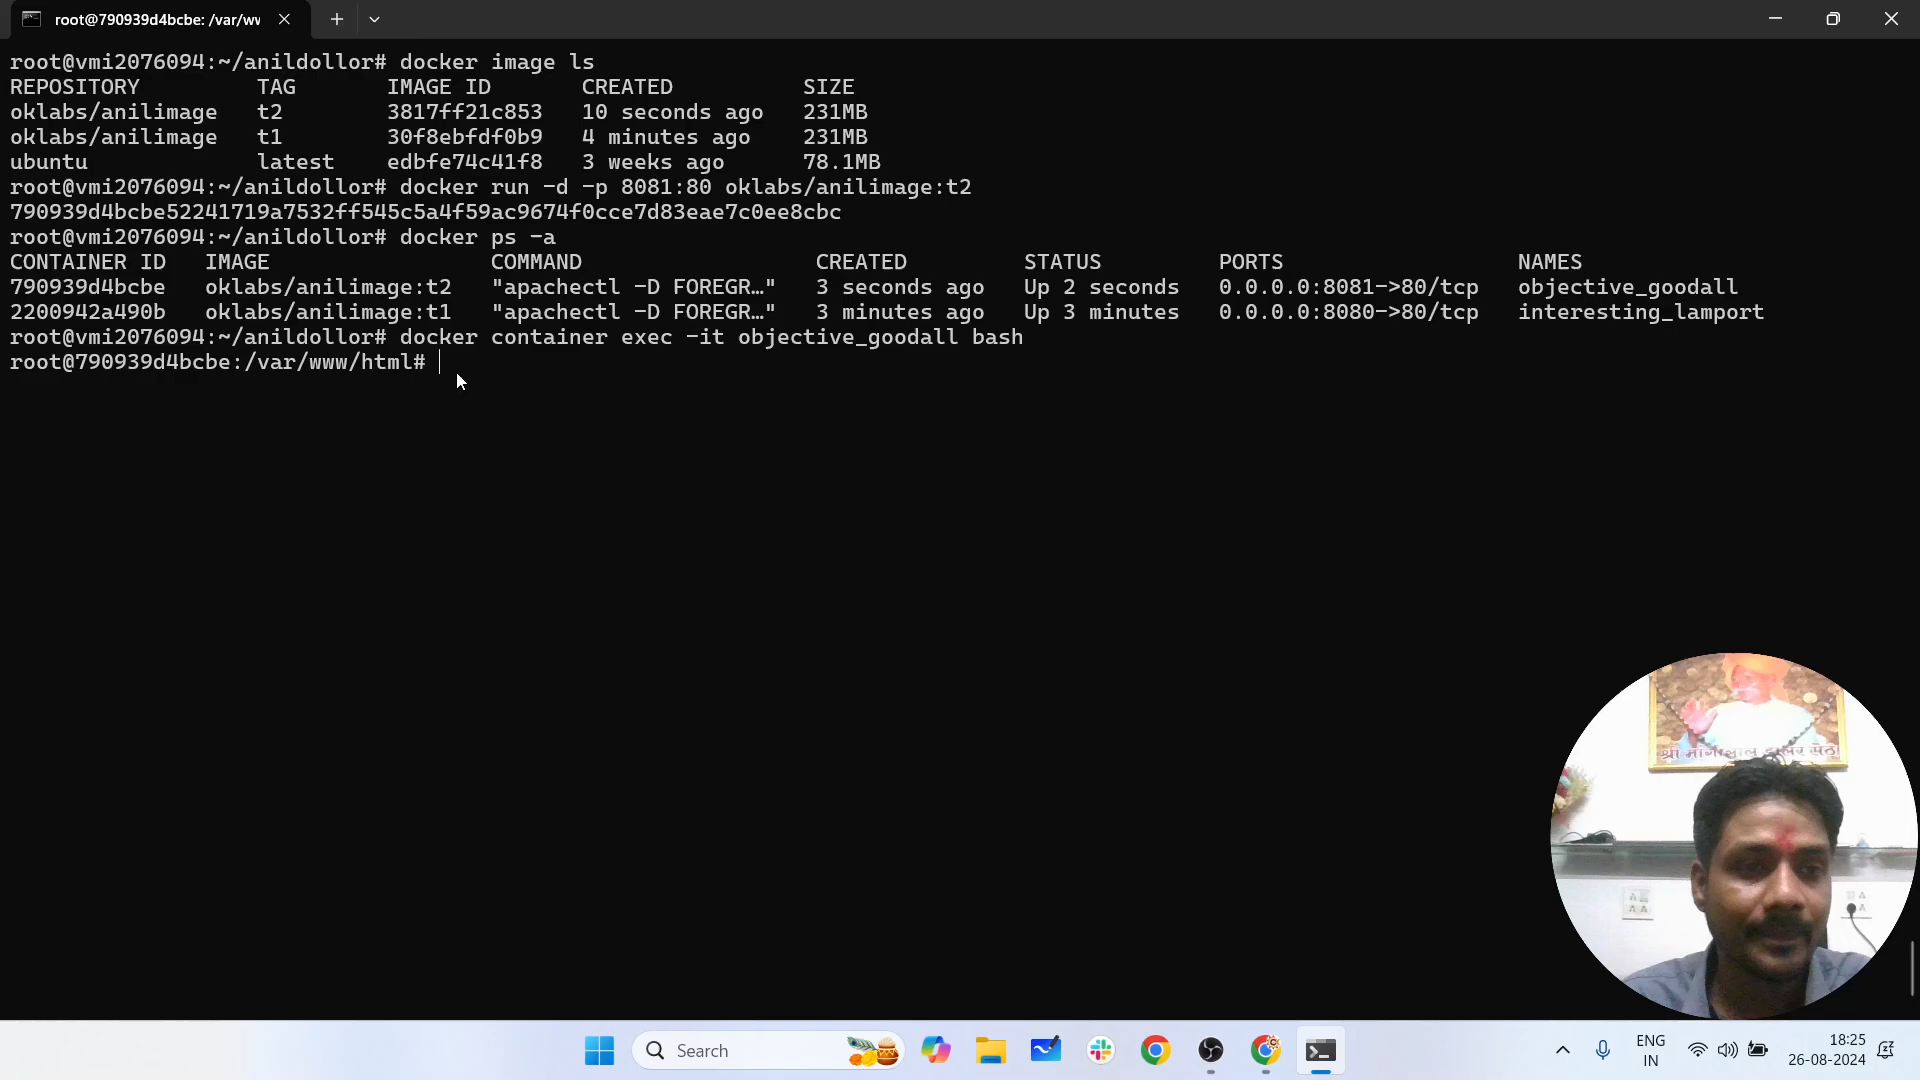 root@790939d4bcbe: /var/wv
root@vmi2076094:~/anildollor# docker image ls
REPOSITORY TAG IMAGE ID CREATED SIZE
oklabs/anilimage t2 3817ff21c853 10 seconds ago 231MB
oklabs/anilimage t1 30f8ebfdf0b9 4 minutes ago 231MB
ubuntu latest edbfe74c41f8 3 weeks ago 78.1MB
root@vmi2076094:~/anildollor# docker run -d -p 8081:80 oklabs/anilimage:t2
790939d4bcbe52241719a7532ff545c5a4f59ac9674f0cce7d83eae7c0ee8cbc
root@vmi2076094:~/anildollor# docker ps -a
CONTAINER ID IMAGE COMMAND CREATED STATUS PORTS NAMES
790939d4bcbe oklabs/anilimage:t2 "apachectl -D FOREGR…" 3 seconds ago Up 2 seconds 0.0.0.0:8081->80/tcp objective_goodall
2200942a490b oklabs/anilimage:t1 "apachectl -D FOREGR…" 3 minutes ago Up 3 minutes 0.0.0.0:8080->80/tcp interesting_lamport
root@vmi2076094:~/anildollor# docker container exec -it objective_goodall bash
root@790939d4bcbe:/var/www/html#
श्री मांगीलाल डालर सेठ
Search
ENG
IN
18:25
26-08-2024